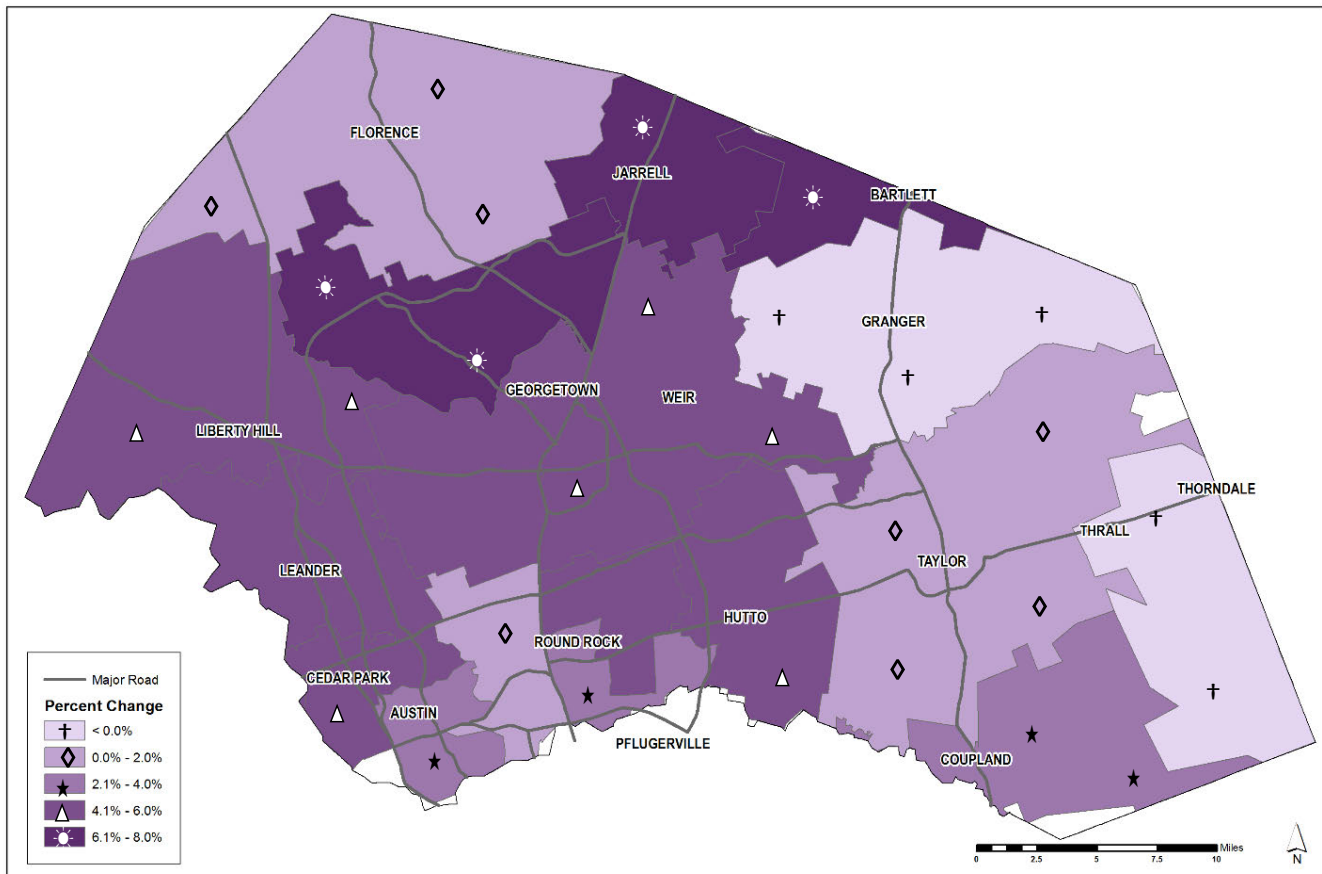 FLORENCE
JARRELL
BARTLETT
GRANGER
GEORGETOWN
WEIR
LIBERTY HILL
THORNDALE
THRALL
TAYLOR
LEANDER
HUTTO
ROUND ROCK
CEDAR PARK
AUSTIN
PFLUGERVILLE
COUPLAND
Major Road
Percent Change
< 0.0%
0.0% - 2.0%
2.1% - 4.0%
4.1% - 6.0%
6.1% - 8.0%
Miles
0 2.5 5 7.5 10
N